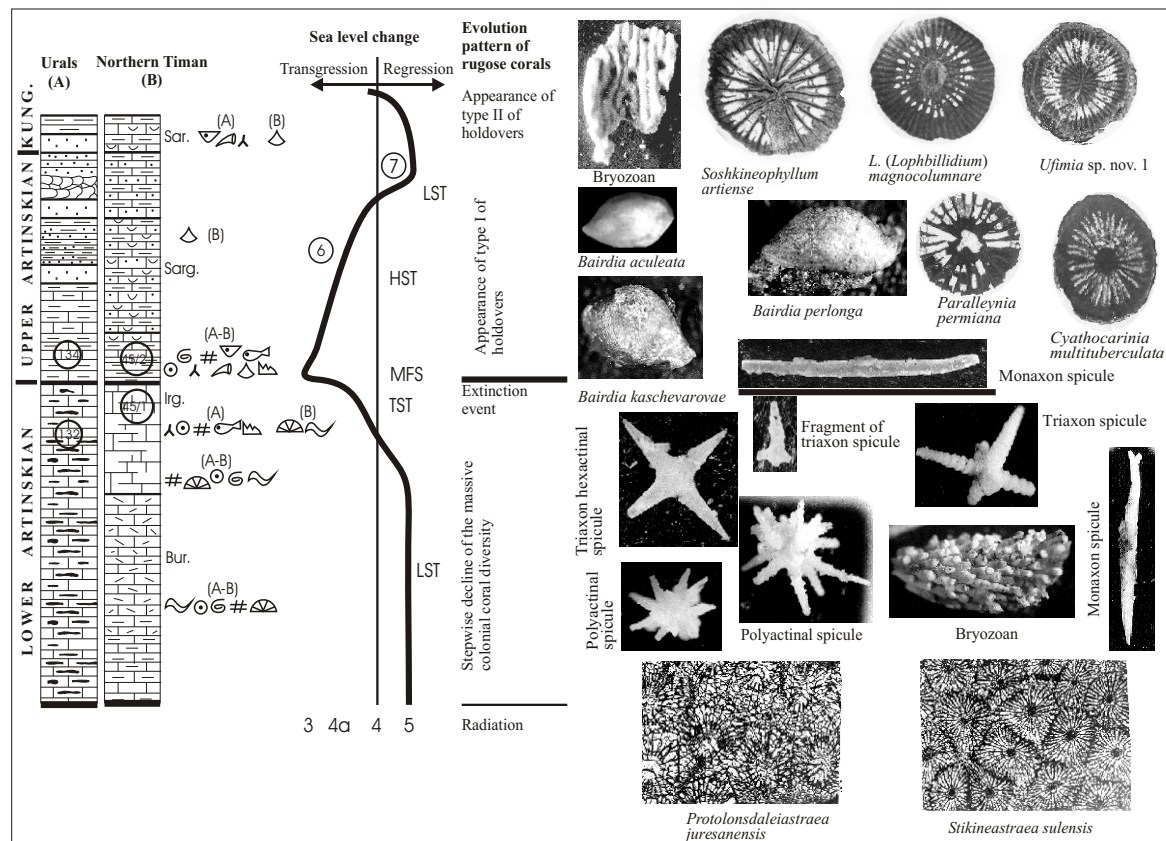 Urals
(A)
Northern Timan
(B)
Sea level change
Transgression
Regression
Evolution
pattern of
rugose corals
KUNG.
UPPER ARTINSKIAN
LOWER ARTINSKIAN
Sar.
(A)
(B)
(B)
Sarg.
(A-B)
Irg.
(A)
(B)
(A-B)
Bur.
(A-B)
134
45/2
45/1
132
7
6
LST
HST
MFS
TST
LST
3 4a 4 5
Appearance of
type II of
holdovers
Appearance of type I of
holdovers
Extinction
event
Stepwise decline of the massive
colonial coral diversity
Radiation
Bryozoan
Soshkineophyllum
artiense
L. (Lophbillidium)
magnocolumnare
Ufimia sp. nov. 1
Bairdia aculeata
Bairdia perlonga
Paralleynia
permiana
Cyathocarinia
multituberculata
Bairdia kaschevarovae
Monaxon spicule
Fragment of
triaxon spicule
Triaxon spicule
Triaxon hexactinal
spicule
Polyactinal
spicule
Polyactinal spicule
Bryozoan
Monaxon spicule
Protolonsdaleiastraea
juresanensis
Stikineastraea sulensis